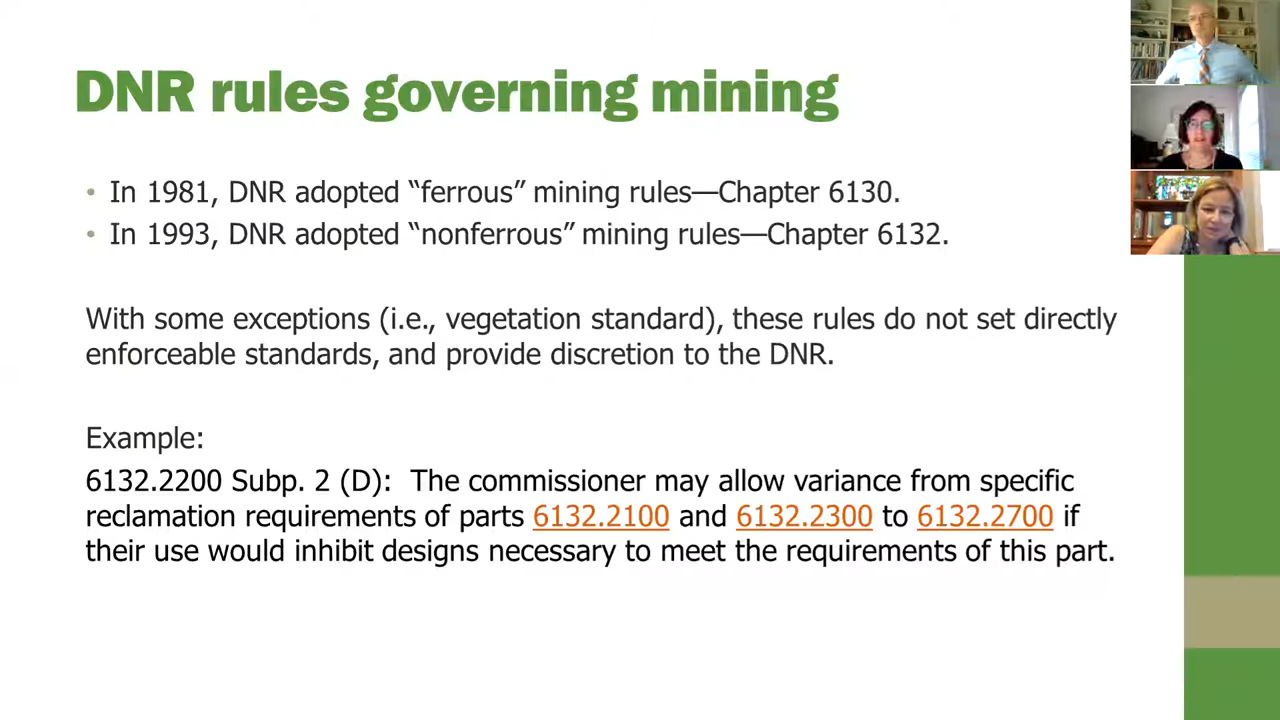 DNR rules governing mining
• In 1981, DNR adopted “ferrous” mining rules—Chapter 6130.
• In 1993, DNR adopted “nonferrous” mining rules—Chapter 6132.
With some exceptions (i.e., vegetation standard), these rules do not set directly
enforceable standards, and provide discretion to the DNR.
Example:
6132.2200 Subp. 2 (D):  The commissioner may allow variance from specific
reclamation requirements of parts 6132.2100 and 6132.2300 to 6132.2700 if
their use would inhibit designs necessary to meet the requirements of this part.